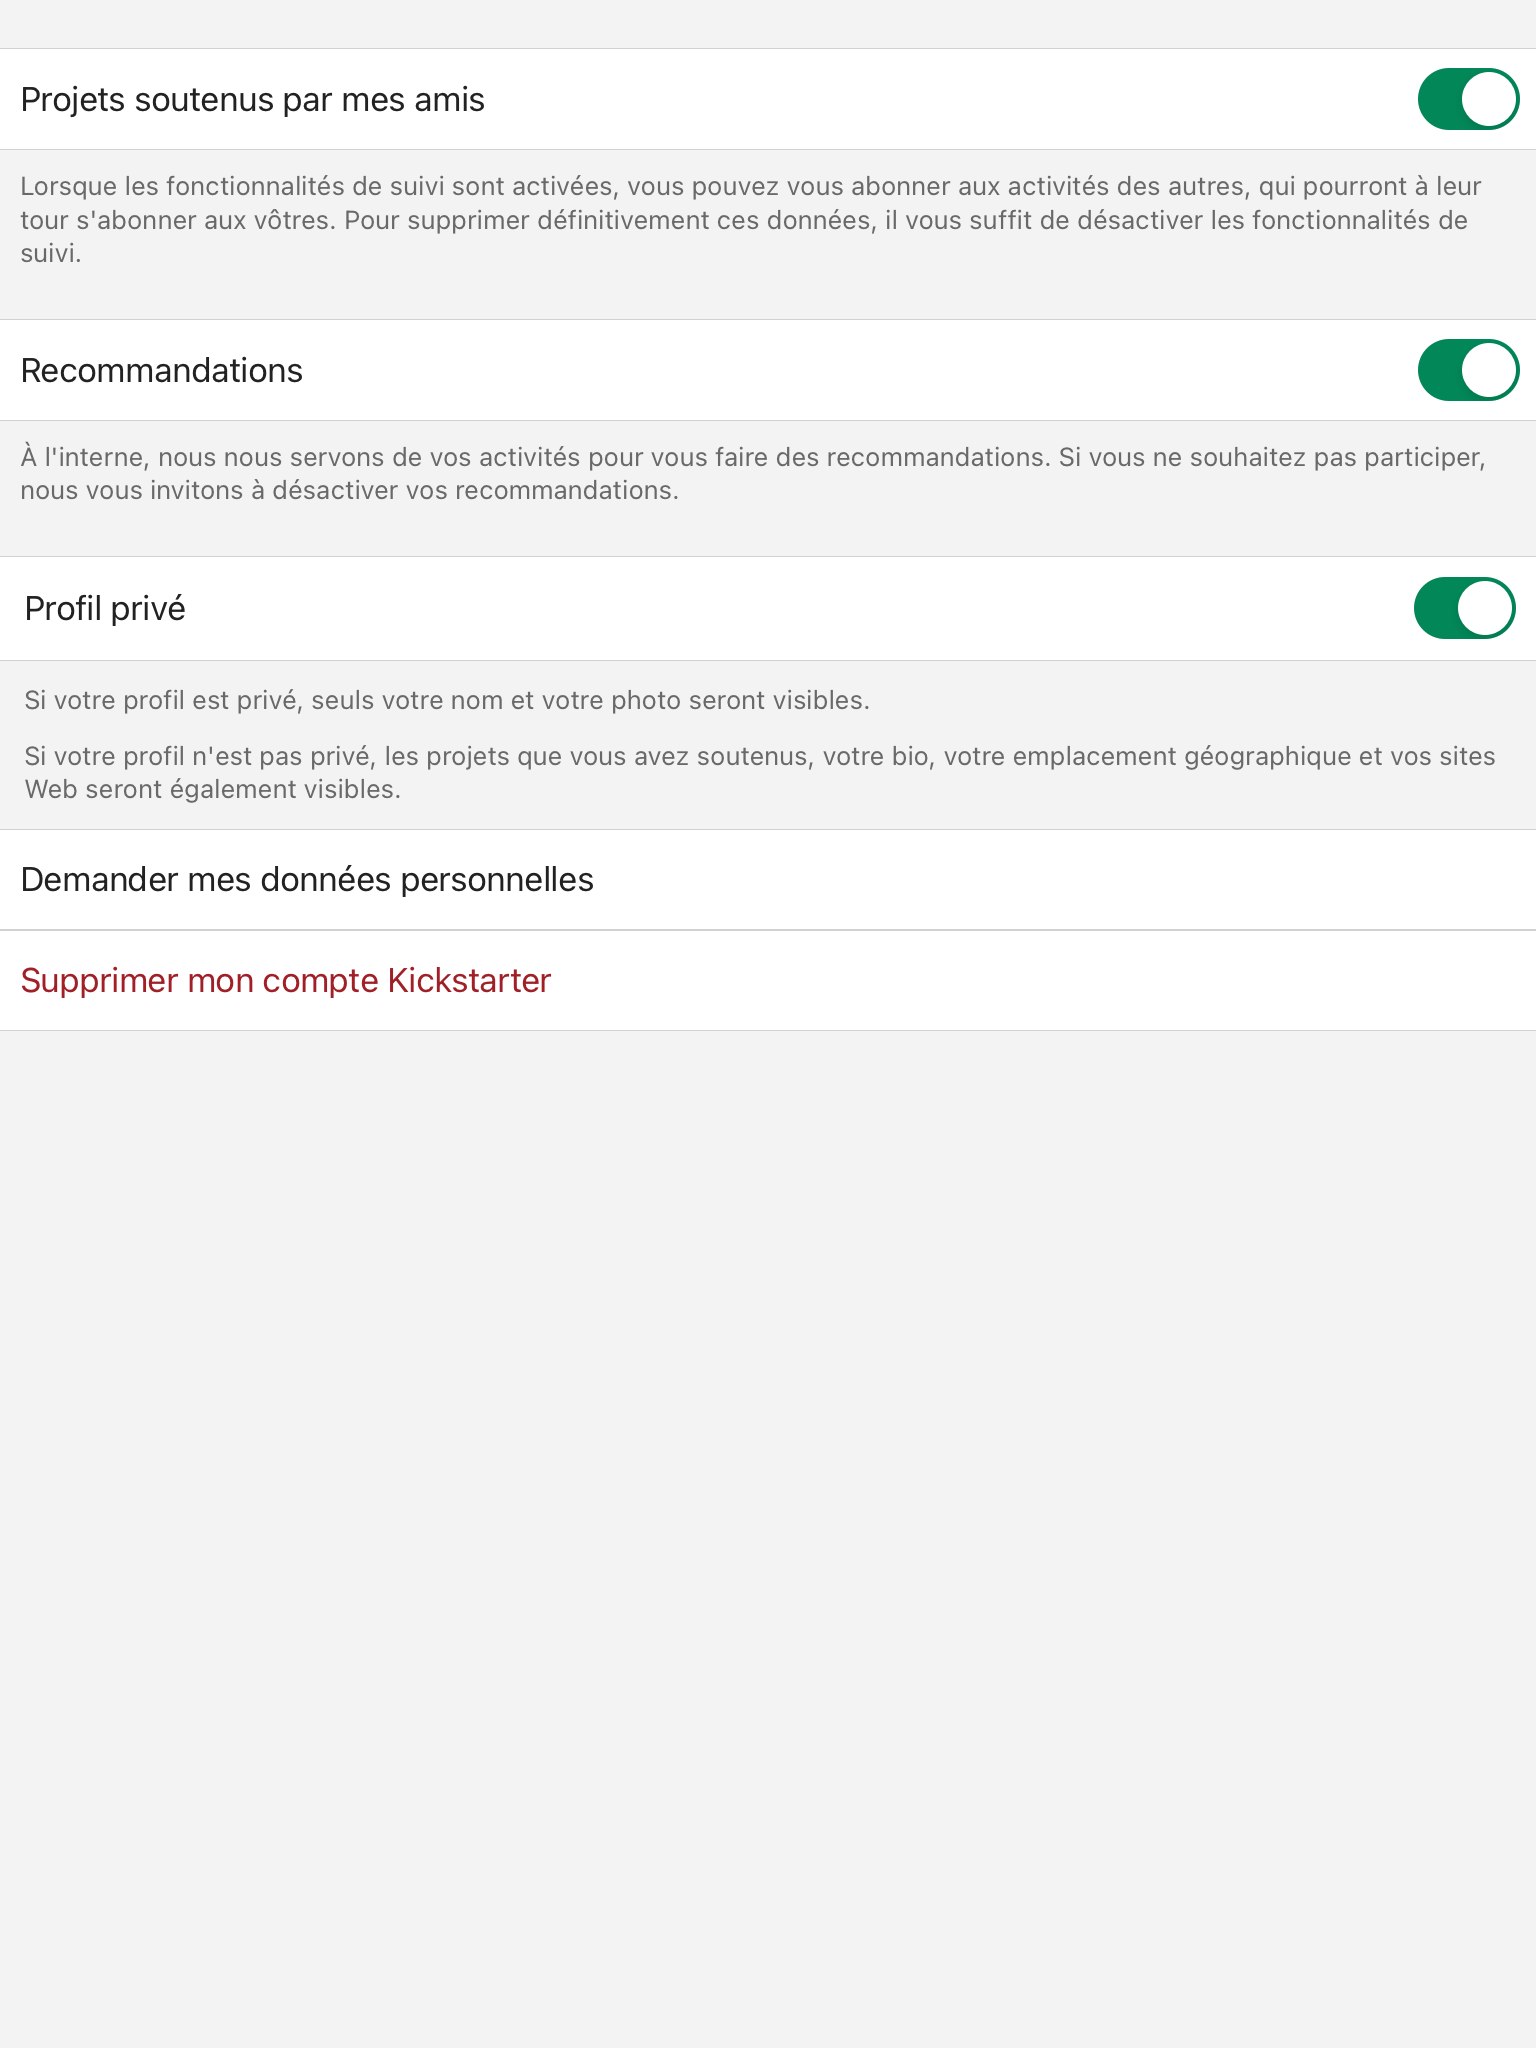 Projets soutenus par mes amis
Lorsque les fonctionnalités de suivi sont activées, vous pouvez vous abonner aux activités des autres, qui pourront à leur
tour s'abonner aux vôtres. Pour supprimer définitivement ces données, il vous suffit de désactiver les fonctionnalités de
suivi.
Recommandations
À l'interne, nous nous servons de vos activités pour vous faire des recommandations. Si vous ne souhaitez pas participer,
nous vous invitons à désactiver vos recommandations.
Profil privé
Si votre profil est privé, seuls votre nom et votre photo seront visibles.
Si votre profil n'est pas privé, les projets que vous avez soutenus, votre bio, votre emplacement géographique et vos sites
Web seront également visibles.
Demander mes données personnelles
Supprimer mon compte Kickstarter